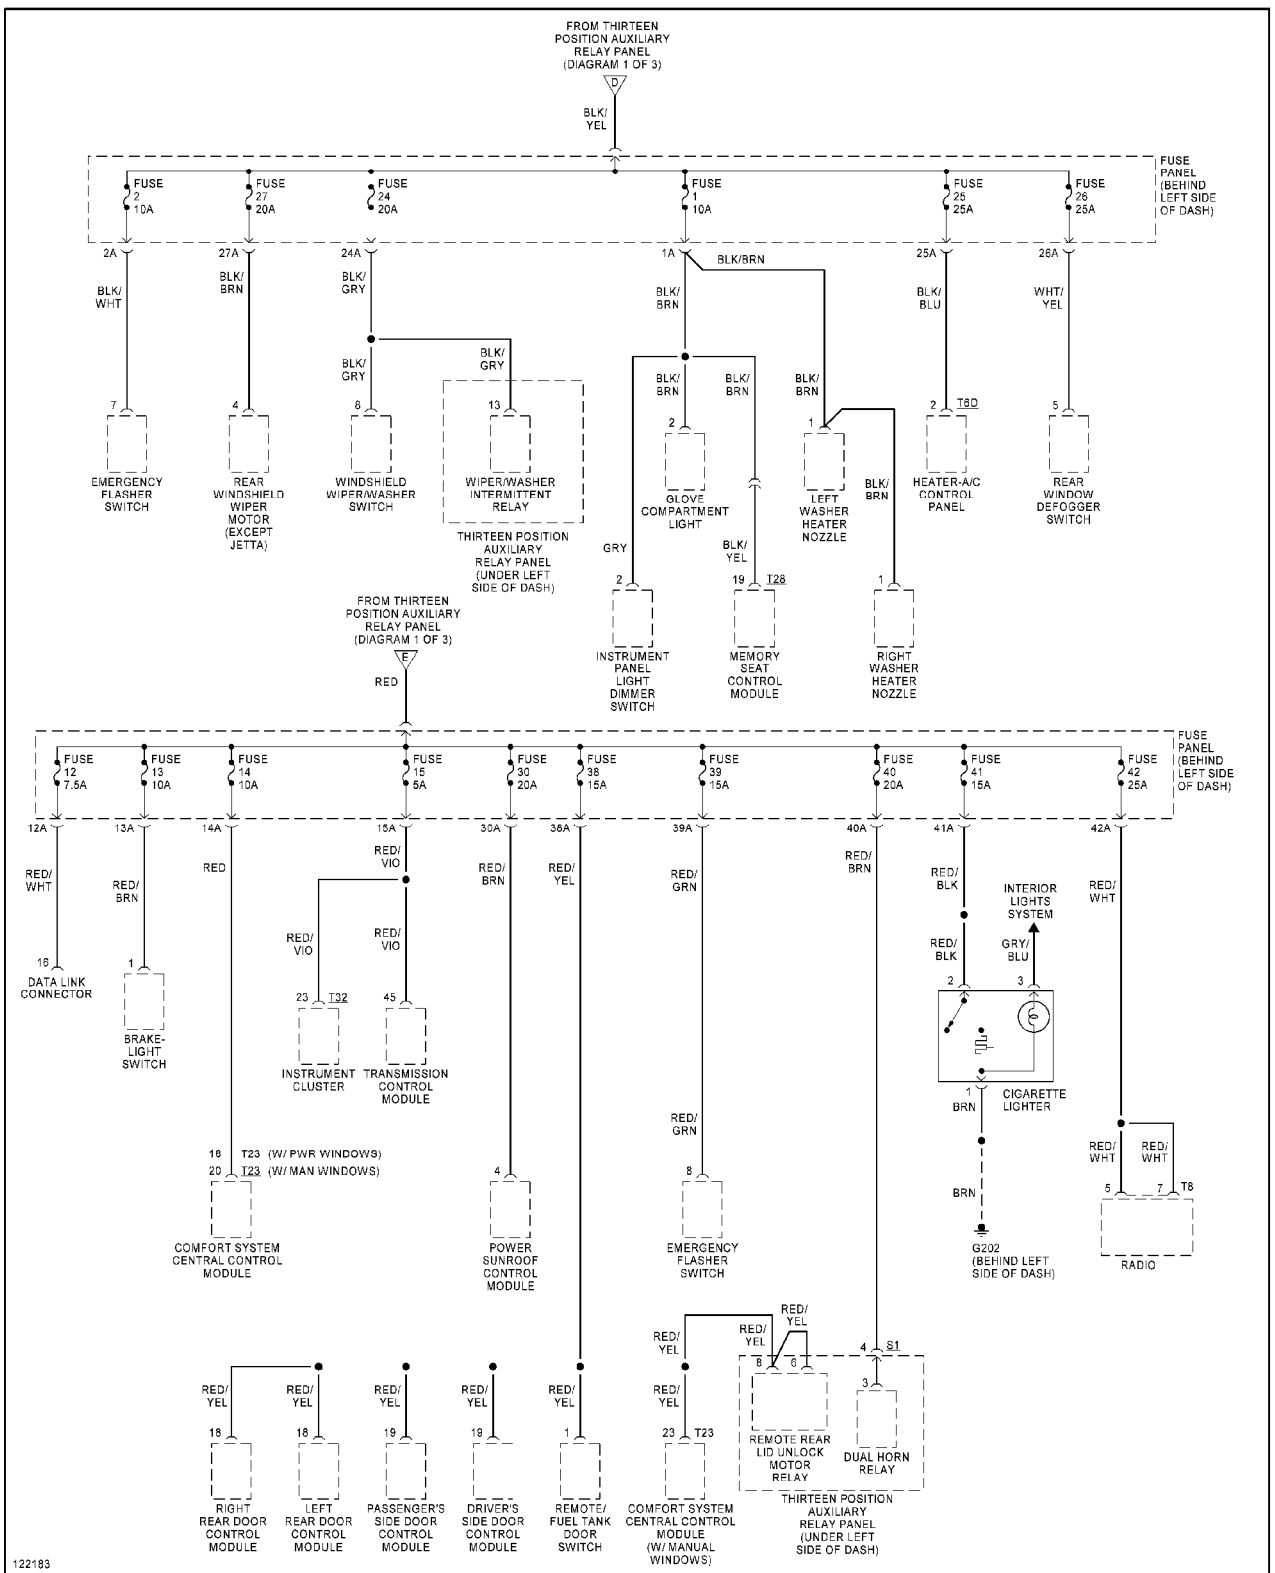 FROM THIRTEEN
POSITION AUXILIARY
RELAY PANEL
(DIAGRAM 1 OF 3)
D
BLK/
YEL
FUSE
PANEL
(BEHIND
LEFT SIDE
OF DASH)
FUSE
2
10A
FUSE
27
20A
FUSE
24
20A
FUSE
1
10A
FUSE
25
25A
FUSE
26
25A
2A
27A
24A
1A
25A
26A
BLK/BRN
BLK/
WHT
BLK/
BRN
BLK/
GRY
BLK/
BRN
BLK/
BLU
WHT/
YEL
BLK/
GRY
BLK/
GRY
BLK/
BRN
BLK/
BRN
BLK/
BRN
7
4
8
13
2
1
2 T6D
5
EMERGENCY
FLASHER
SWITCH
REAR
WINDSHIELD
WIPER
MOTOR
(EXCEPT
JETTA)
WINDSHIELD
WIPER/WASHER
SWITCH
WIPER/WASHER
INTERMITTENT
RELAY
THIRTEEN POSITION
AUXILIARY
RELAY PANEL
(UNDER LEFT
SIDE OF DASH)
GLOVE
COMPARTMENT
LIGHT
LEFT
WASHER
HEATER
NOZZLE
BLK/
BRN
HEATER-A/C
CONTROL
PANEL
REAR
WINDOW
DEFOGGER
SWITCH
GRY
BLK/
YEL
2
19 T28
1
INSTRUMENT
PANEL
LIGHT
DIMMER
SWITCH
MEMORY
SEAT
CONTROL
MODULE
RIGHT
WASHER
HEATER
NOZZLE
FROM THIRTEEN
POSITION AUXILIARY
RELAY PANEL
(DIAGRAM 1 OF 3)
E
RED
FUSE
PANEL
(BEHIND
LEFT SIDE
OF DASH)
FUSE
12
7.5A
FUSE
13
10A
FUSE
14
10A
FUSE
15
5A
FUSE
30
20A
FUSE
38
15A
FUSE
39
15A
FUSE
40
20A
FUSE
41
15A
FUSE
42
25A
12A
13A
14A
15A
30A
38A
39A
40A
41A
42A
RED/
WHT
RED/
BRN
RED
RED/
VIO
RED/
BRN
RED/
YEL
RED/
GRN
RED/
BRN
RED/
BLK
RED/
WHT
INTERIOR
LIGHTS
SYSTEM
RED/
VIO
RED/
VIO
RED/
BLK
GRY/
BLU
16
DATA LINK
CONNECTOR
1
BRAKE-
LIGHT
SWITCH
23 T32
INSTRUMENT
CLUSTER
45
TRANSMISSION
CONTROL
MODULE
2
3
1
CIGARETTE
LIGHTER
BRN
BRN
G202
(BEHIND LEFT
SIDE OF DASH)
RED/
GRN
18 T23 (W/ PWR WINDOWS)
20 T23 (W/ MAN WINDOWS)
COMFORT SYSTEM
CENTRAL CONTROL
MODULE
4
POWER
SUNROOF
CONTROL
MODULE
8
EMERGENCY
FLASHER
SWITCH
RED/
WHT
RED/
WHT
5
7 T8
RADIO
RED/
YEL
RED/
YEL
RED/
YEL
RED/
YEL
RED/
YEL
RED/
YEL
RED/
YEL
RED/
YEL
RED/
YEL
8
6
4 S1
3
REMOTE REAR
LID UNLOCK
MOTOR
RELAY
DUAL HORN
RELAY
THIRTEEN POSITION
AUXILIARY
RELAY PANEL
(UNDER LEFT
SIDE OF DASH)
18
18
19
19
1
23 T23
RIGHT
REAR DOOR
CONTROL
MODULE
LEFT
REAR DOOR
CONTROL
MODULE
PASSENGER'S
SIDE DOOR
CONTROL
MODULE
DRIVER'S
SIDE DOOR
CONTROL
MODULE
REMOTE/
FUEL TANK
DOOR
SWITCH
COMFORT SYSTEM
CENTRAL CONTROL
MODULE
(W/ MANUAL
WINDOWS)
122183